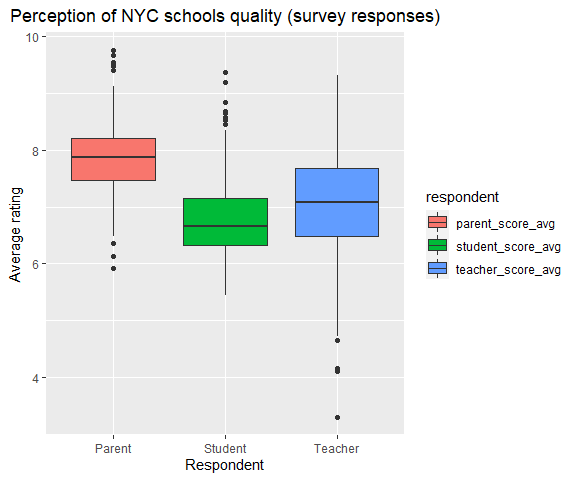 Perception of NYC schools quality (survey responses)
10
8
6
4
Average rating
Parent
Student
Teacher
Respondent
respondent
parent_score_avg
student_score_avg
teacher_score_avg